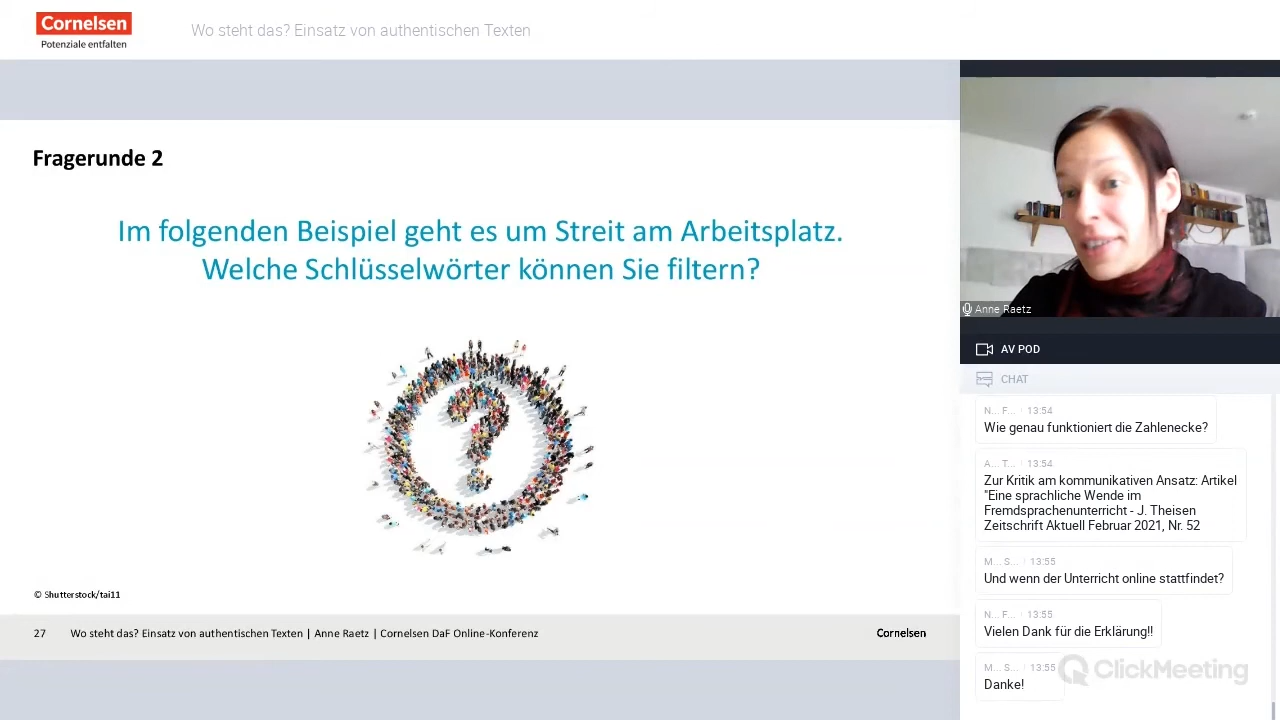 Cornelsen
Potenziale entfalten
Wo steht das? Einsatz von authentischen Texten
Fragerunde 2
Im folgenden Beispiel geht es um Streit am Arbeitsplatz.
Welche Schlüsselwörter können Sie filtern?
© Shutterstock/tai11
27 Wo steht das? Einsatz von authentischen Texten | Anne Raetz | Cornelsen DaF Online-Konferenz Cornelsen
Anne Raetz
AV POD
CHAT
N... F... 13:54
Wie genau funktioniert die Zahlenecke?
A... T... 13:54
Zur Kritik am kommunikativen Ansatz: Artikel
"Eine sprachliche Wende im
Fremdsprachenunterricht - J. Theisen
Zeitschrift Aktuell Februar 2021, Nr. 52
M... S... 13:55
Und wenn der Unterricht online stattfindet?
N... F... 13:55
Vielen Dank für die Erklärung!!
M... S... 13:55
Danke!
ClickMeeting